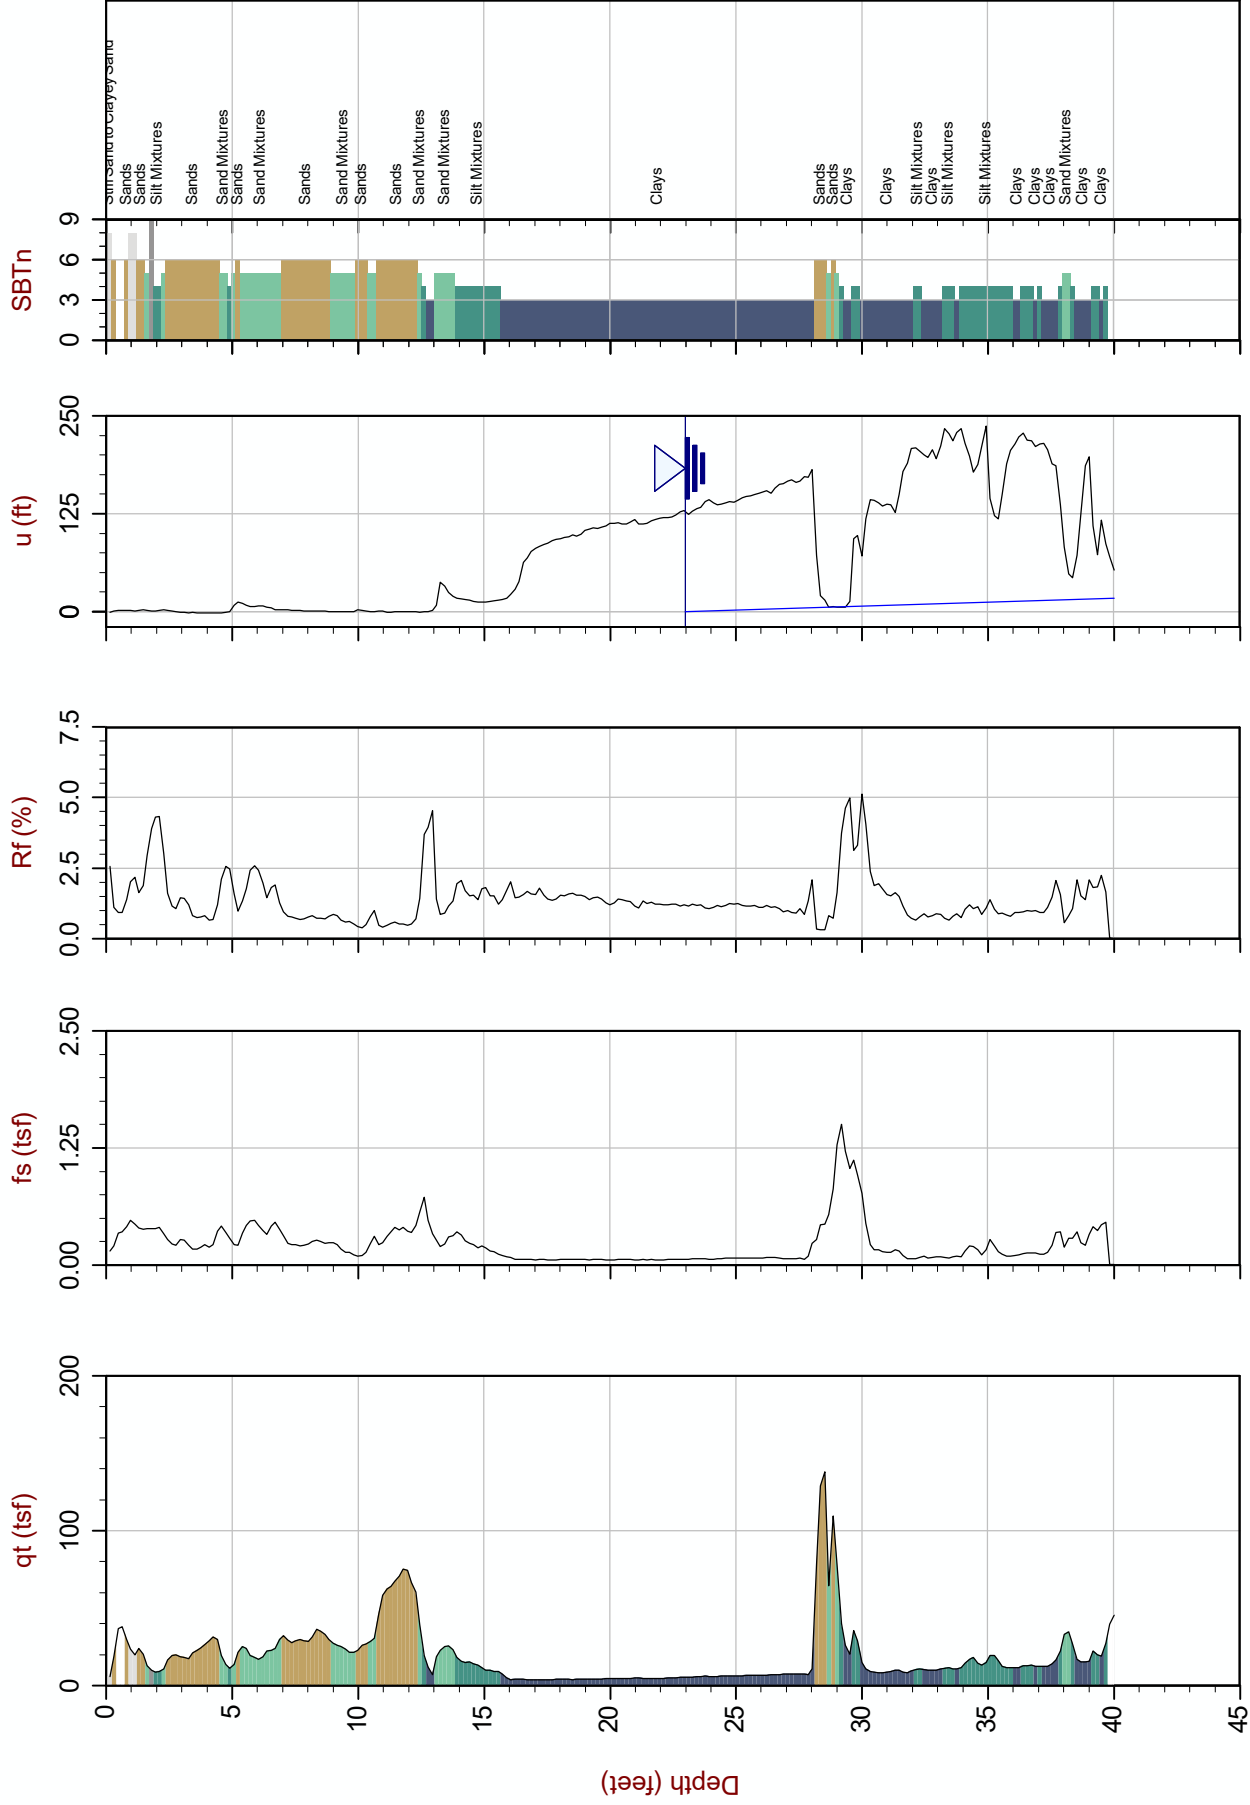 Silt Sand to Clayey Sand
Sands
Sands
Silt Mixtures
Sands
Sand Mixtures
Sands
Sand Mixtures
Sands
Sand Mixtures
Sands
Sands
Sand Mixtures
Sand Mixtures
Silt Mixtures
Clays
Sands
Sands
Clays
Clays
Silt Mixtures
Clays
Silt Mixtures
Silt Mixtures
Clays
Clays
Clays
Sand Mixtures
Clays
Clays
SBTn
0 3 6 9
u (ft)
0 125 250
Rf (%)
0.0 2.5 5.0 7.5
fs (tsf)
0.00 1.25 2.50
qt (tsf)
0 100 200
0 5 10 15 20 25 30 35 40 45
Depth (feet)